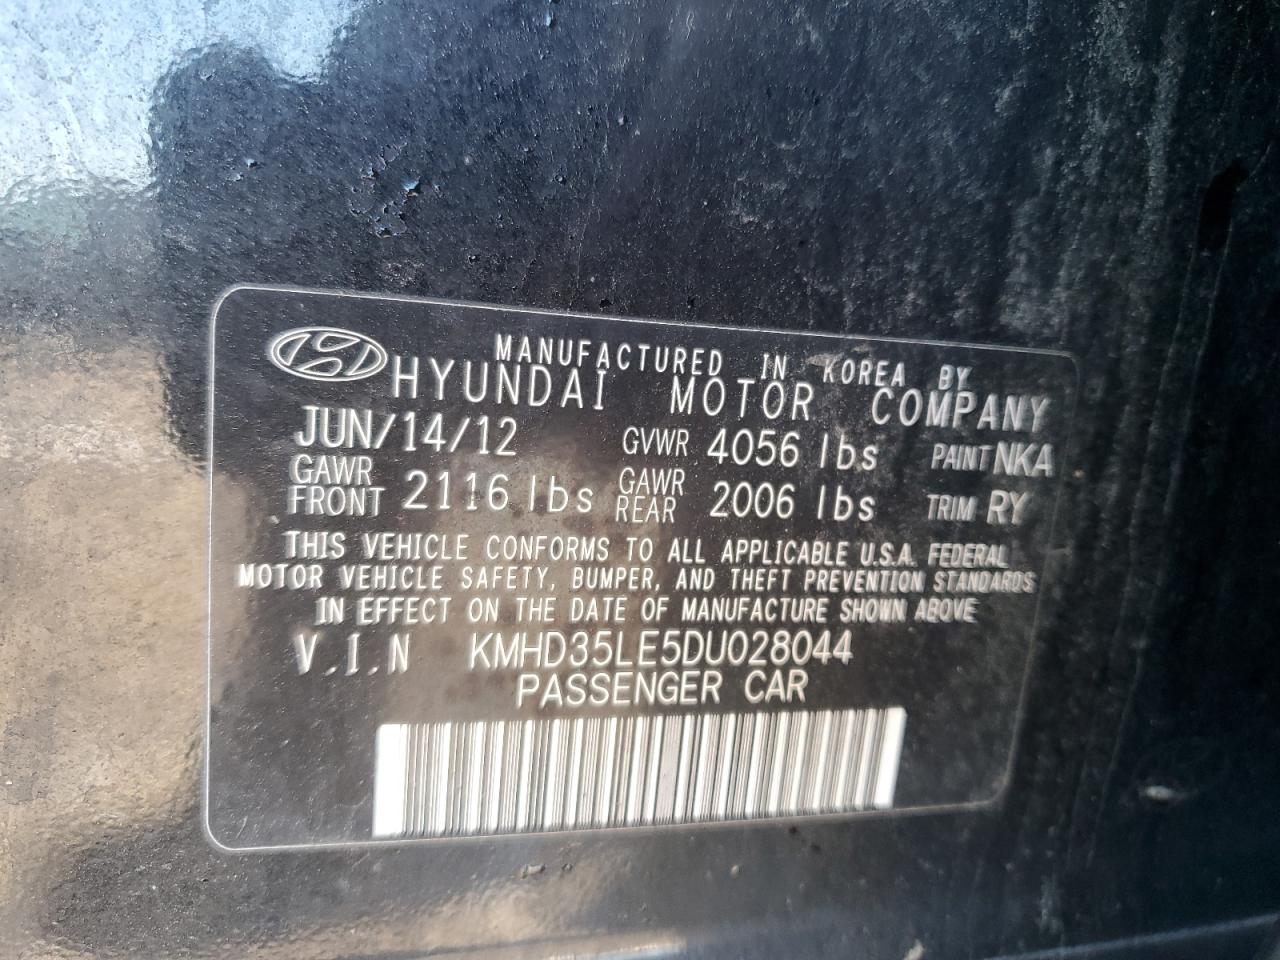 MANUFACTURED IN KOREA BY
HYUNDAI MOTOR COMPANY
JUN/14/12 GVWR 4056 lbs PAINT NKA
GAWR FRONT 2116 lbs GAWR REAR 2006 lbs TRIM RY
THIS VEHICLE CONFORMS TO ALL APPLICABLE U.S.A. FEDERAL
MOTOR VEHICLE SAFETY, BUMPER, AND THEFT PREVENTION STANDARDS
IN EFFECT ON THE DATE OF MANUFACTURE SHOWN ABOVE
V.I.N KMHD35LE5DU028044
PASSENGER CAR